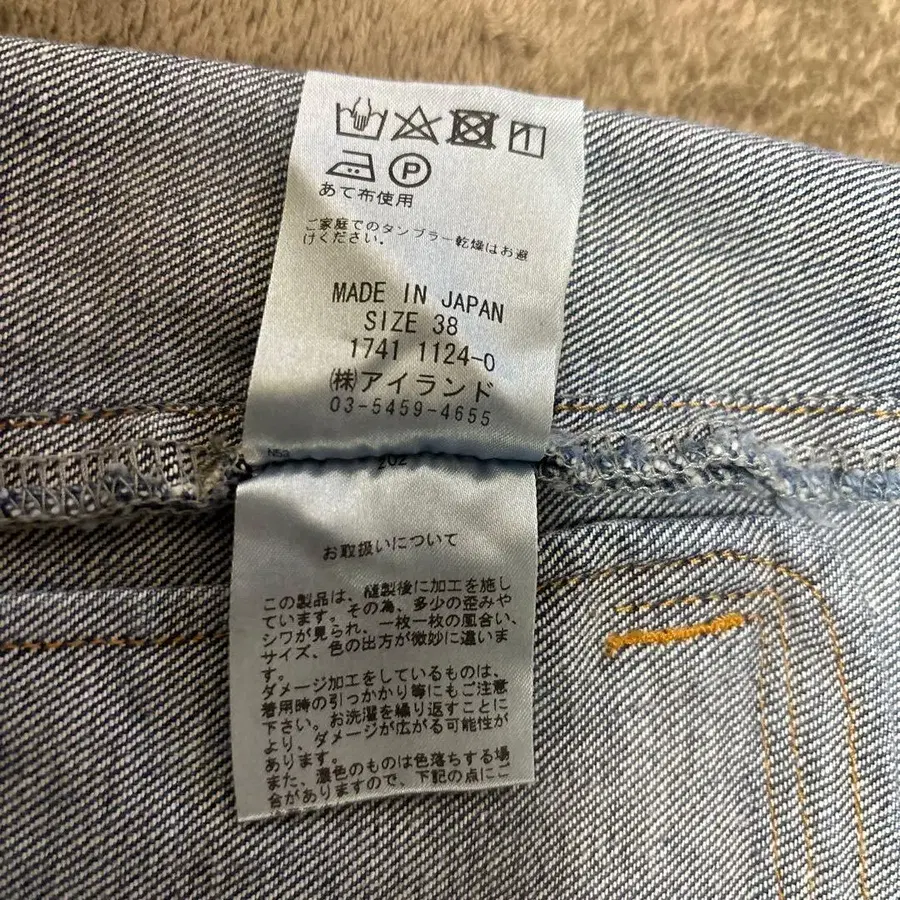 P
あて布使用
ご家庭でのタンブラー乾燥はお避
けください。
MADE IN JAPAN
SIZE 38
1741 1124-0
㈱アイランド
03-5459-4655
N53
202
お取扱いについて
この製品は、縫製後に加工を施し
ています。その為、多少の歪みや
シワが見られ、一枚一枚の風合い、
サイズ、色の出方が微妙に違いま
す。
ダメージ加工をしているものは、
着用時の引っかかり等にもご注意
下さい。お洗濯を繰り返すことに
より、ダメージが広がる可能性が
あります。
また、濃色のものは色落ちする場
合がありますので、下記の点にご